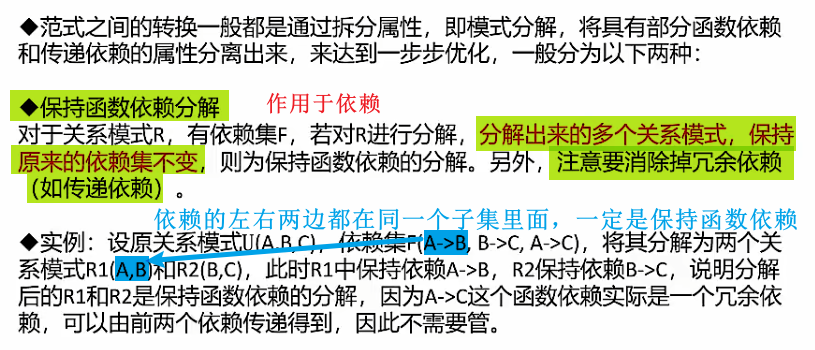 ◆范式之间的转换一般都是通过拆分属性，即模式分解，将具有部分函数依赖
和传递依赖的属性分离出来，来达到一步步优化，一般分为以下两种：
◆保持函数依赖分解 作用于依赖
对于关系模式R，有依赖集F，若对R进行分解，分解出来的多个关系模式，保持
原来的依赖集不变，则为保持函数依赖的分解。另外，注意要消除掉冗余依赖
（如传递依赖）。
依赖的左右两边都在同一个子集里面，一定是保持函数依赖
◆实例：设原关系模式U(A,B,C)，依赖集F(A->B, B->C, A->C)，将其分解为两个关
系模式R1(A,B)和R2(B,C)，此时R1中保持依赖A->B，R2保持依赖B->C，说明分解
后的R1和R2是保持函数依赖的分解，因为A->C这个函数依赖实际是一个冗余依
赖，可以由前两个依赖传递得到，因此不需要管。